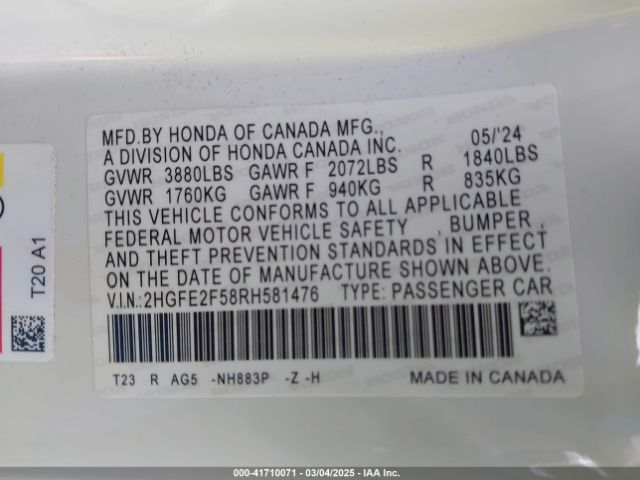 MFD.BY HONDA OF CANADA MFG.,
A DIVISION OF HONDA CANADA INC. 05/'24
GVWR 3880LBS GAWR F 2072LBS R 1840LBS
GVWR 1760KG GAWR F 940KG R 835KG
THIS VEHICLE CONFORMS TO ALL APPLICABLE
FEDERAL MOTOR VEHICLE SAFETY , BUMPER ,
AND THEFT PREVENTION STANDARDS IN EFFECT
ON THE DATE OF MANUFACTURE SHOWN ABOVE.
V.I.N.:2HGFE2F58RH581476 TYPE: PASSENGER CAR
T23 R AG5 -NH883P -Z -H
MADE IN CANADA
T20 A1
000-41710071 | 03/04/2025 | IAA Inc.